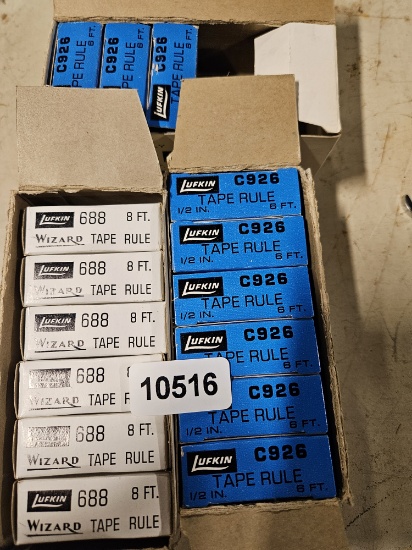 C926
TAPE RULE
8 FT.
C926
TAPE RULE
8 FT.
LUFKIN
C926
TAPE RULE
8 FT.
LUFKIN 688 8 FT.
WIZARD TAPE RULE
LUFKIN 688 8 FT.
WIZARD TAPE RULE
LUFKIN 688 8 FT.
WIZARD TAPE RULE
688 8 FT.
WIZARD TAPE RULE
688 8 FT.
WIZARD TAPE RULE
LUFKIN 688 8 FT.
WIZARD TAPE RULE
LUFKIN C926
TAPE RULE
1/2 IN. 8 FT.
LUFKIN C926
TAPE RULE
1/2 IN. 8 FT.
LUFKIN C926
TAPE RULE
1/2 IN. 8 FT.
LUFKIN C926
TAPE RULE
8 FT.
LUFKIN C926
TAPE RULE
1/2 IN. 8 FT.
LUFKIN C926
TAPE RULE
1/2 IN. 8 FT.
10516